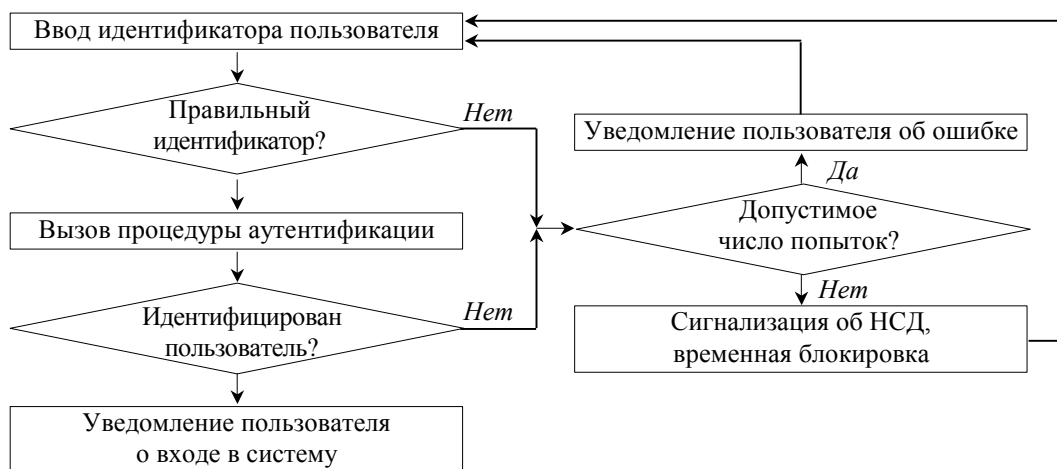 Ввод идентификатора пользователя
Правильный
идентификатор?
Нет
Вызов процедуры аутентификации
Идентифицирован
пользователь?
Нет
Уведомление пользователя
о входе в систему
Уведомление пользователя об ошибке
Да
Допустимое
число попыток?
Нет
Сигнализация об НСД,
временная блокировка